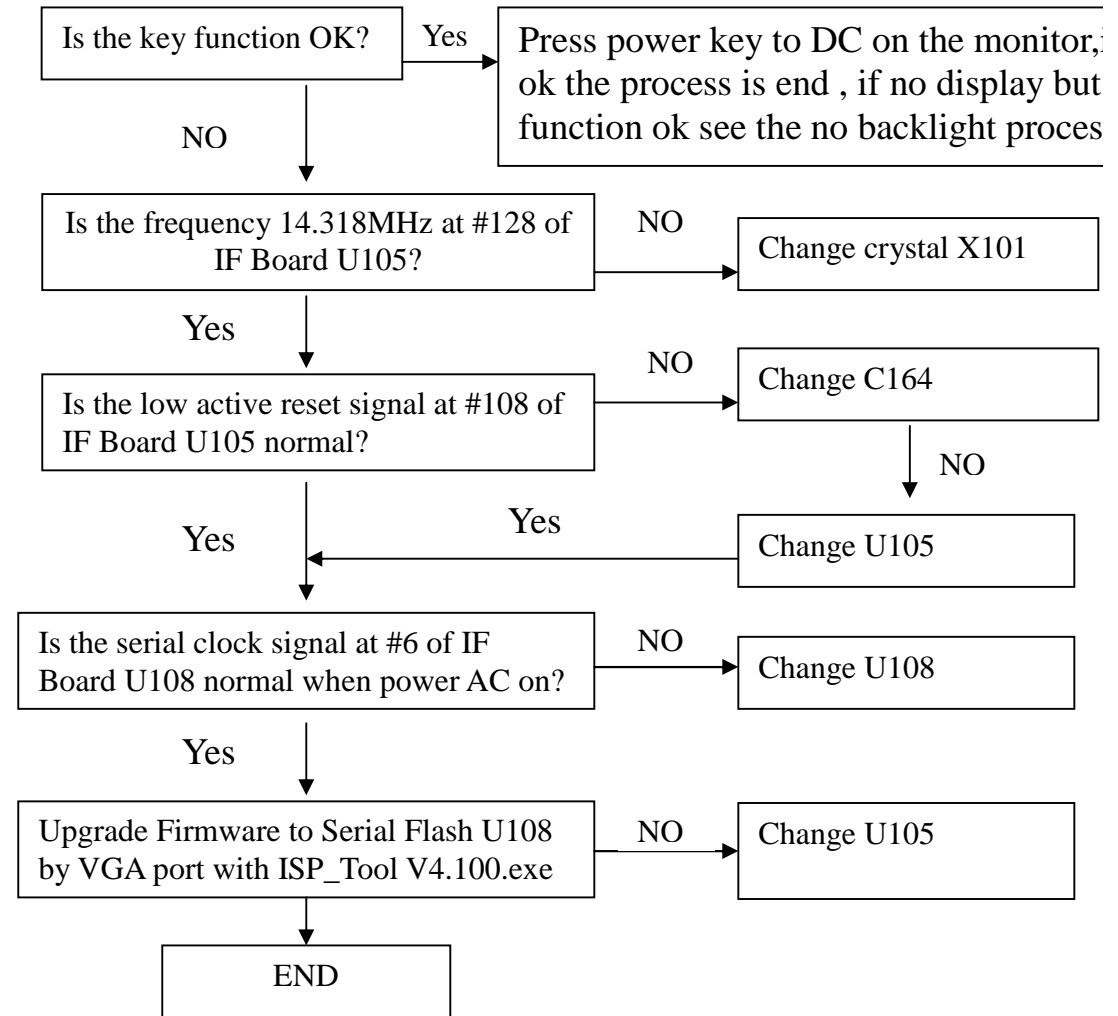 Is the key function OK?
Yes
Press power key to DC on the monitor,i
ok the process is end , if no display but
function ok see the no backlight proces
NO
Is the frequency 14.318MHz at #128 of
IF Board U105?
NO
Change crystal X101
Yes
Is the low active reset signal at #108 of
IF Board U105 normal?
NO
Change C164
NO
Yes
Yes
Change U105
Is the serial clock signal at #6 of IF
Board U108 normal when power AC on?
NO
Change U108
Yes
Upgrade Firmware to Serial Flash U108
by VGA port with ISP_Tool V4.100.exe
NO
Change U105
END